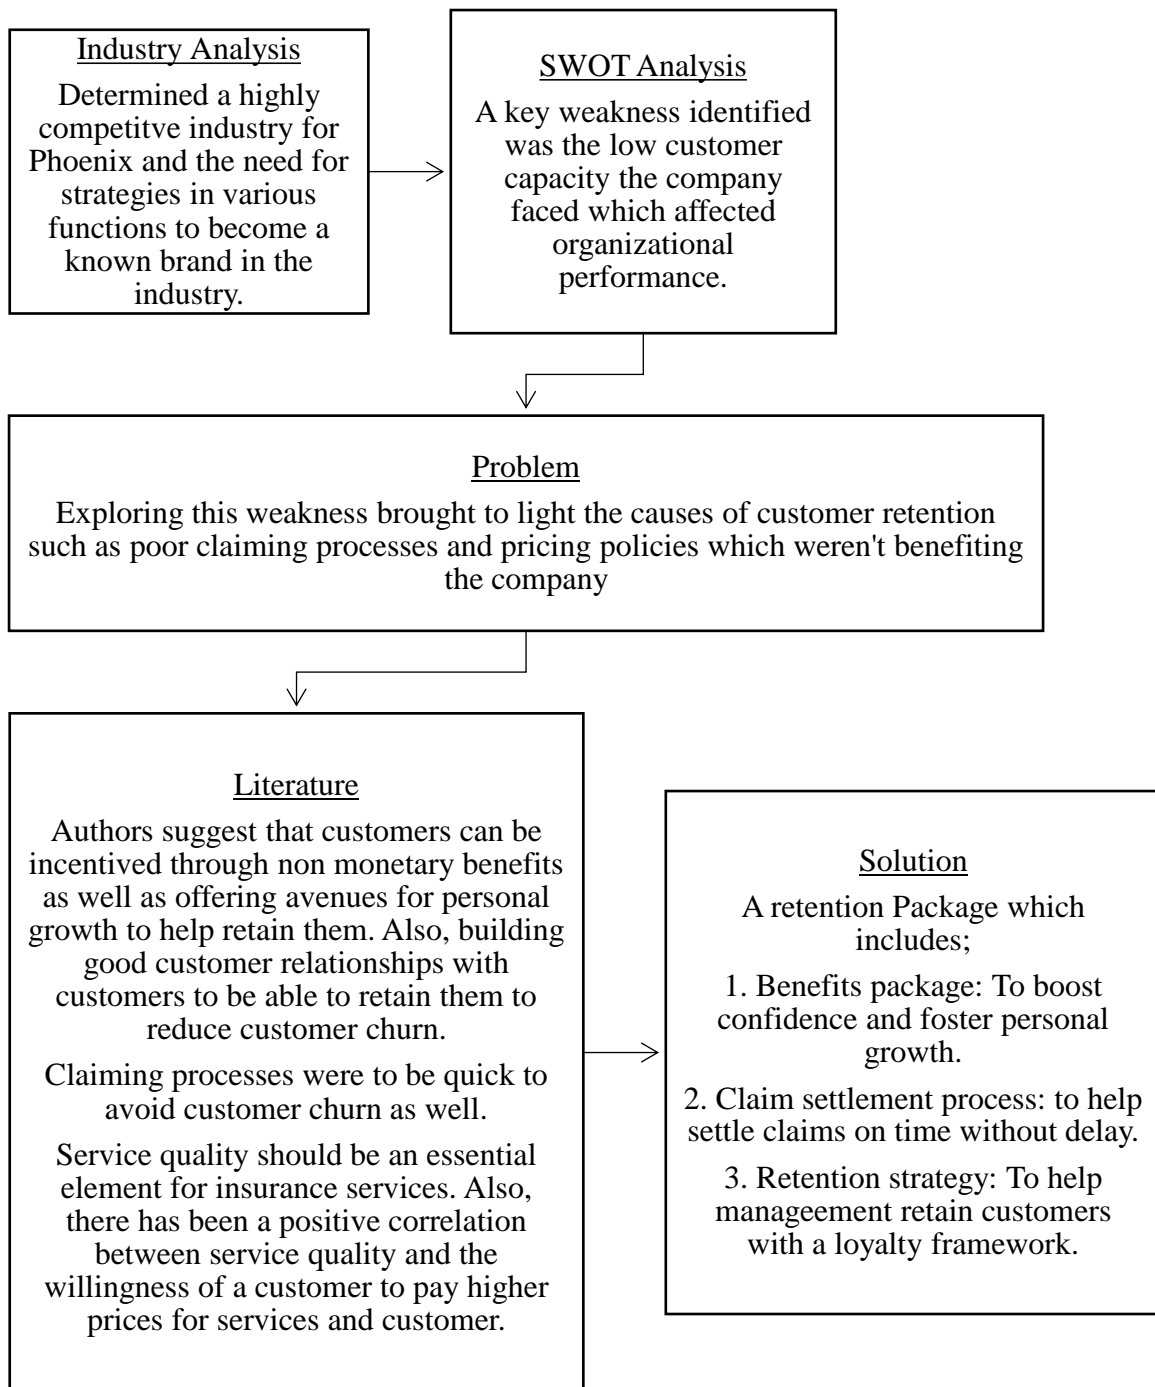 Industry Analysis
Determined a highly
competitve industry for
Phoenix and the need for
strategies in various
functions to become a
known brand in the
industry.
SWOT Analysis
A key weakness identified
was the low customer
capacity the company
faced which affected
organizational
performance.
Problem
Exploring this weakness brought to light the causes of customer retention
such as poor claiming processes and pricing policies which weren't benefiting
the company
Literature
Authors suggest that customers can be
incentived through non monetary benefits
as well as offering avenues for personal
growth to help retain them. Also, building
good customer relationships with
customers to be able to retain them to
reduce customer churn.
Claiming processes were to be quick to
avoid customer churn as well.
Service quality should be an essential
element for insurance services. Also,
there has been a positive correlation
between service quality and the
willingness of a customer to pay higher
prices for services and customer.
Solution
A retention Package which
includes;
1. Benefits package: To boost
confidence and foster personal
growth.
2. Claim settlement process: to help
settle claims on time without delay.
3. Retention strategy: To help
manageement retain customers
with a loyalty framework.